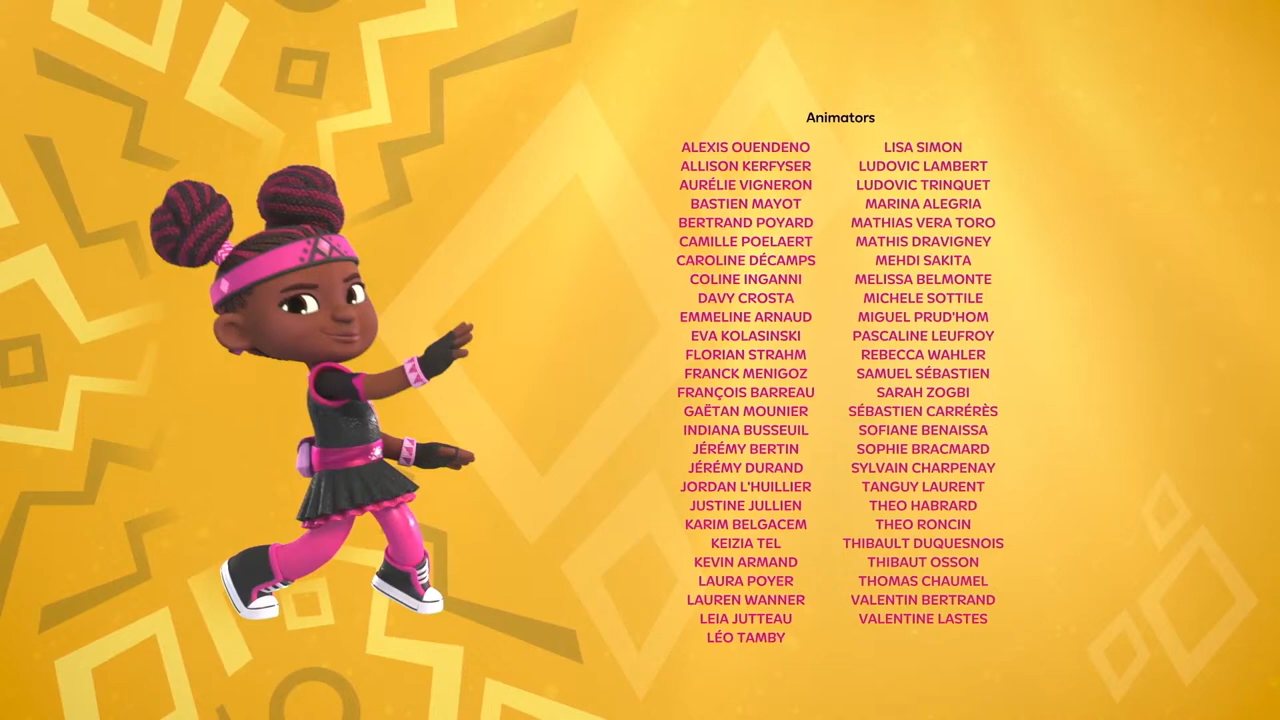 Animators
ALEXIS OUENDENO
ALLISON KERFYSER
AURÉLIE VIGNERON
BASTIEN MAYOT
BERTRAND POYARD
CAMILLE POELAERT
CAROLINE DÉCAMPS
COLINE INGANNI
DAVY CROSTA
EMMELINE ARNAUD
EVA KOLASINSKI
FLORIAN STRAHM
FRANCK MENIGOZ
FRANÇOIS BARREAU
GAËTAN MOUNIER
INDIANA BUSSEUIL
JÉRÉMY BERTIN
JÉRÉMY DURAND
JORDAN L'HUILLIER
JUSTINE JULLIEN
KARIM BELGACEM
KEIZIA TEL
KEVIN ARMAND
LAURA POYER
LAUREN WANNER
LEIA JUTTEAU
LÉO TAMBY
LISA SIMON
LUDOVIC LAMBERT
LUDOVIC TRINQUET
MARINA ALEGRIA
MATHIAS VERA TORO
MATHIS DRAVIGNEY
MEHDI SAKITA
MELISSA BELMONTE
MICHELE SOTTILE
MIGUEL PRUD'HOM
PASCALINE LEUFROY
REBECCA WAHLER
SAMUEL SÉBASTIEN
SARAH ZOGBI
SÉBASTIEN CARRÉRÈS
SOFIANE BENAISSA
SOPHIE BRACMARD
SYLVAIN CHARPENAY
TANGUY LAURENT
THEO HABRARD
THEO RONCIN
THIBAULT DUQUESNOIS
THIBAUT OSSON
THOMAS CHAUMEL
VALENTIN BERTRAND
VALENTINE LASTES